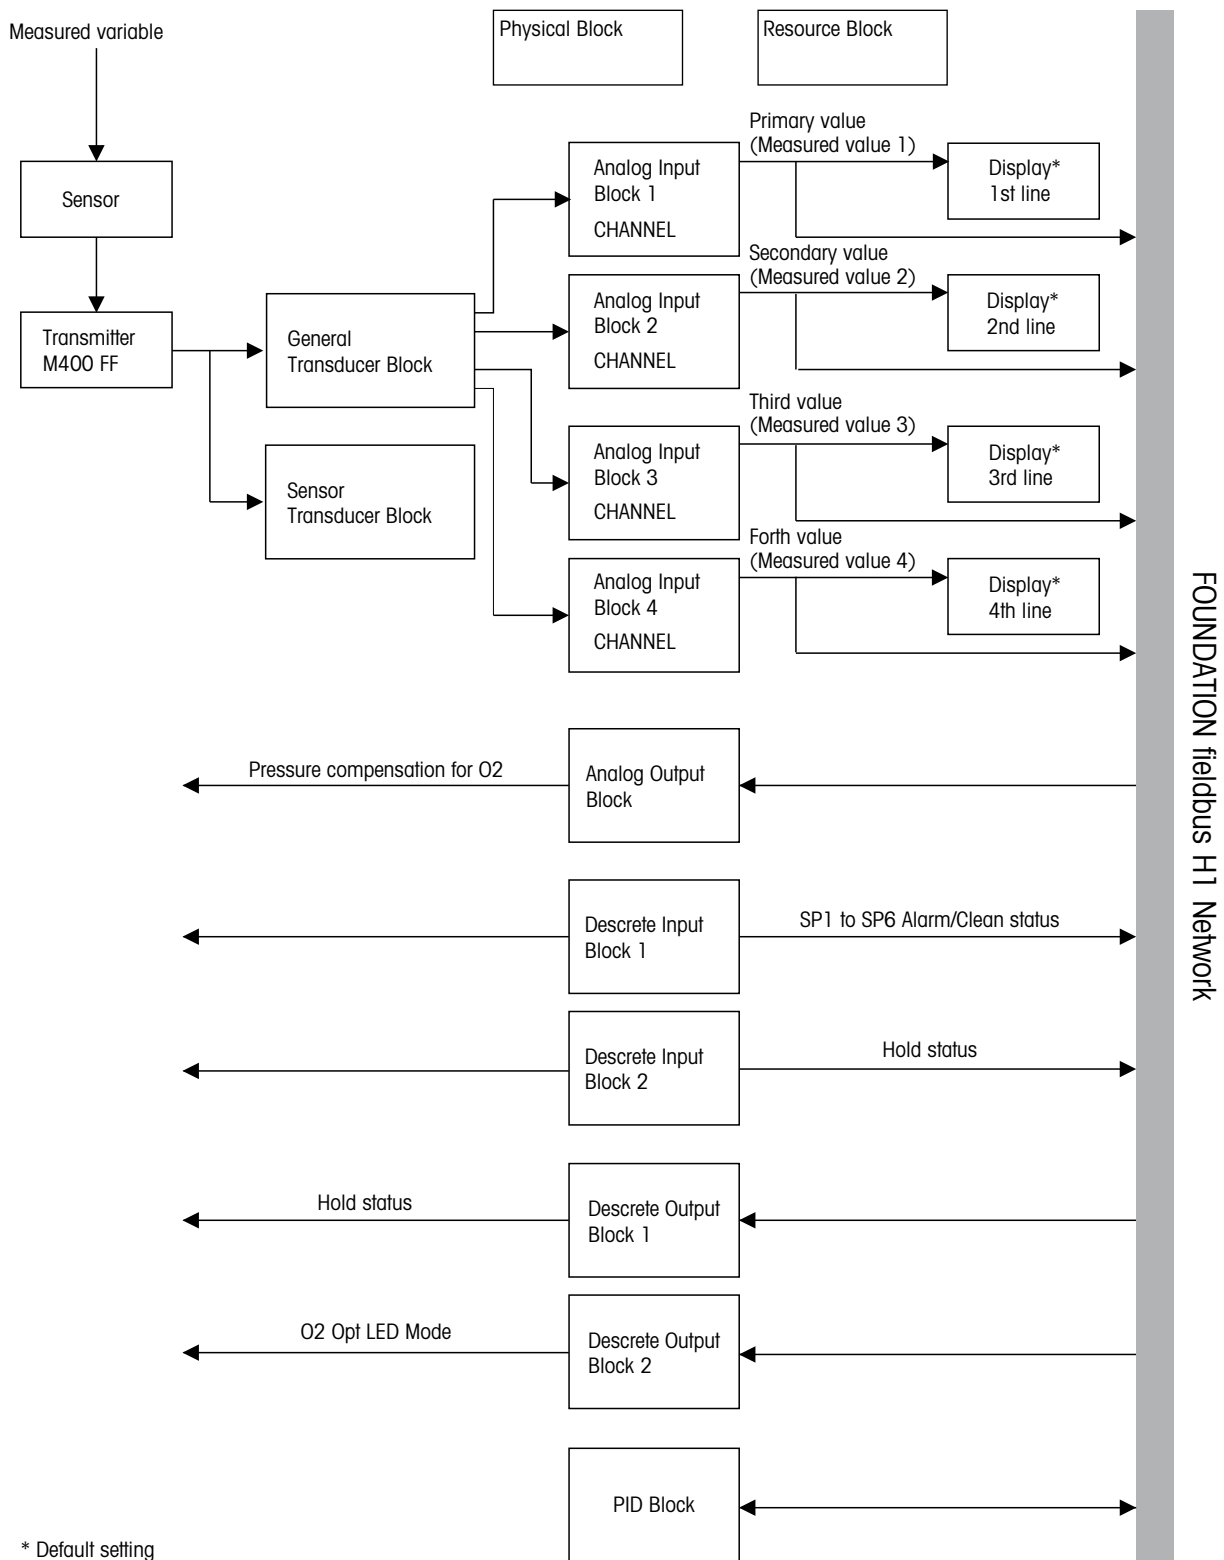 Measured variable
Physical Block
Resource Block
Primary value
(Measured value 1)
Sensor
Analog Input
Block 1
CHANNEL
Display*
1st line
Secondary value
(Measured value 2)
Transmitter
M400 FF
General
Transducer Block
Analog Input
Block 2
CHANNEL
Display*
2nd line
Third value
(Measured value 3)
Sensor
Transducer Block
Analog Input
Block 3
CHANNEL
Display*
3rd line
Forth value
(Measured value 4)
Analog Input
Block 4
CHANNEL
Display*
4th line
FOUNDATION fieldbus H1 Network
Pressure compensation for O2
Analog Output
Block
Descrete Input
Block 1
SP1 to SP6 Alarm/Clean status
Descrete Input
Block 2
Hold status
Hold status
Descrete Output
Block 1
O2 Opt LED Mode
Descrete Output
Block 2
PID Block
* Default setting